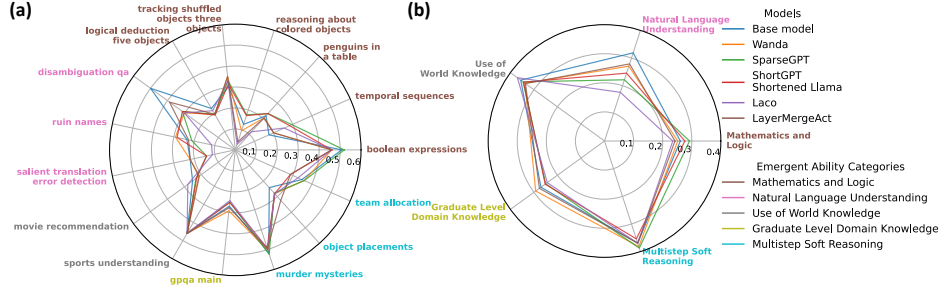 (a)
tracking shuffled
objects three
objects
reasoning about
colored objects
logical deduction
five objects
penguins in
a table
disambiguation qa
temporal sequences
ruin names
boolean expressions
0.1
0.2
0.3
0.4
0.5
0.6
salient translation
error detection
team allocation
movie recommendation
object placements
sports understanding
gpqa main
murder mysteries
(b)
Natural Language
Understanding
Use of
World Knowledge
0.1
0.2
0.3
0.4
Mathematics and
Logic
Graduate Level
Domain Knowledge
Multistep Soft
Reasoning
Models
Base model
Wanda
SparseGPT
ShortGPT
Shortened Llama
Laco
LayerMergeAct
Emergent Ability Categories
Mathematics and Logic
Natural Language Understanding
Use of World Knowledge
Graduate Level Domain Knowledge
Multistep Soft Reasoning